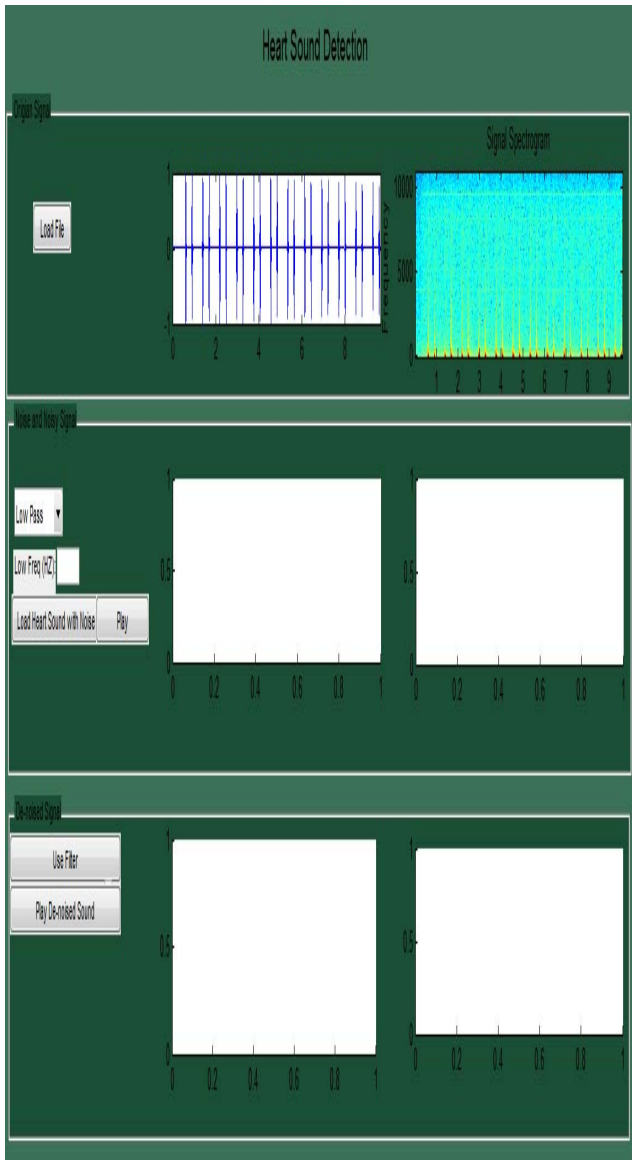 Heart Sound Detection
Origian Signal
Load File
1
0
-1
0 2 4 6 8
Signal Spectrogram
Frequency
10000
5000
0
1 2 3 4 5 6 7 8 9
Noise and Noisy Signal
Low Pass
Low Freq (HZ)
Load Heart Sound with Noise
Play
1
0.5
0
0 0.2 0.4 0.6 0.8 1
1
0.5
0
0 0.2 0.4 0.6 0.8 1
De-noised Signal
Use Filter
Play De-noised Sound
1
0.5
0
0 0.2 0.4 0.6 0.8 1
1
0.5
0
0 0.2 0.4 0.6 0.8 1